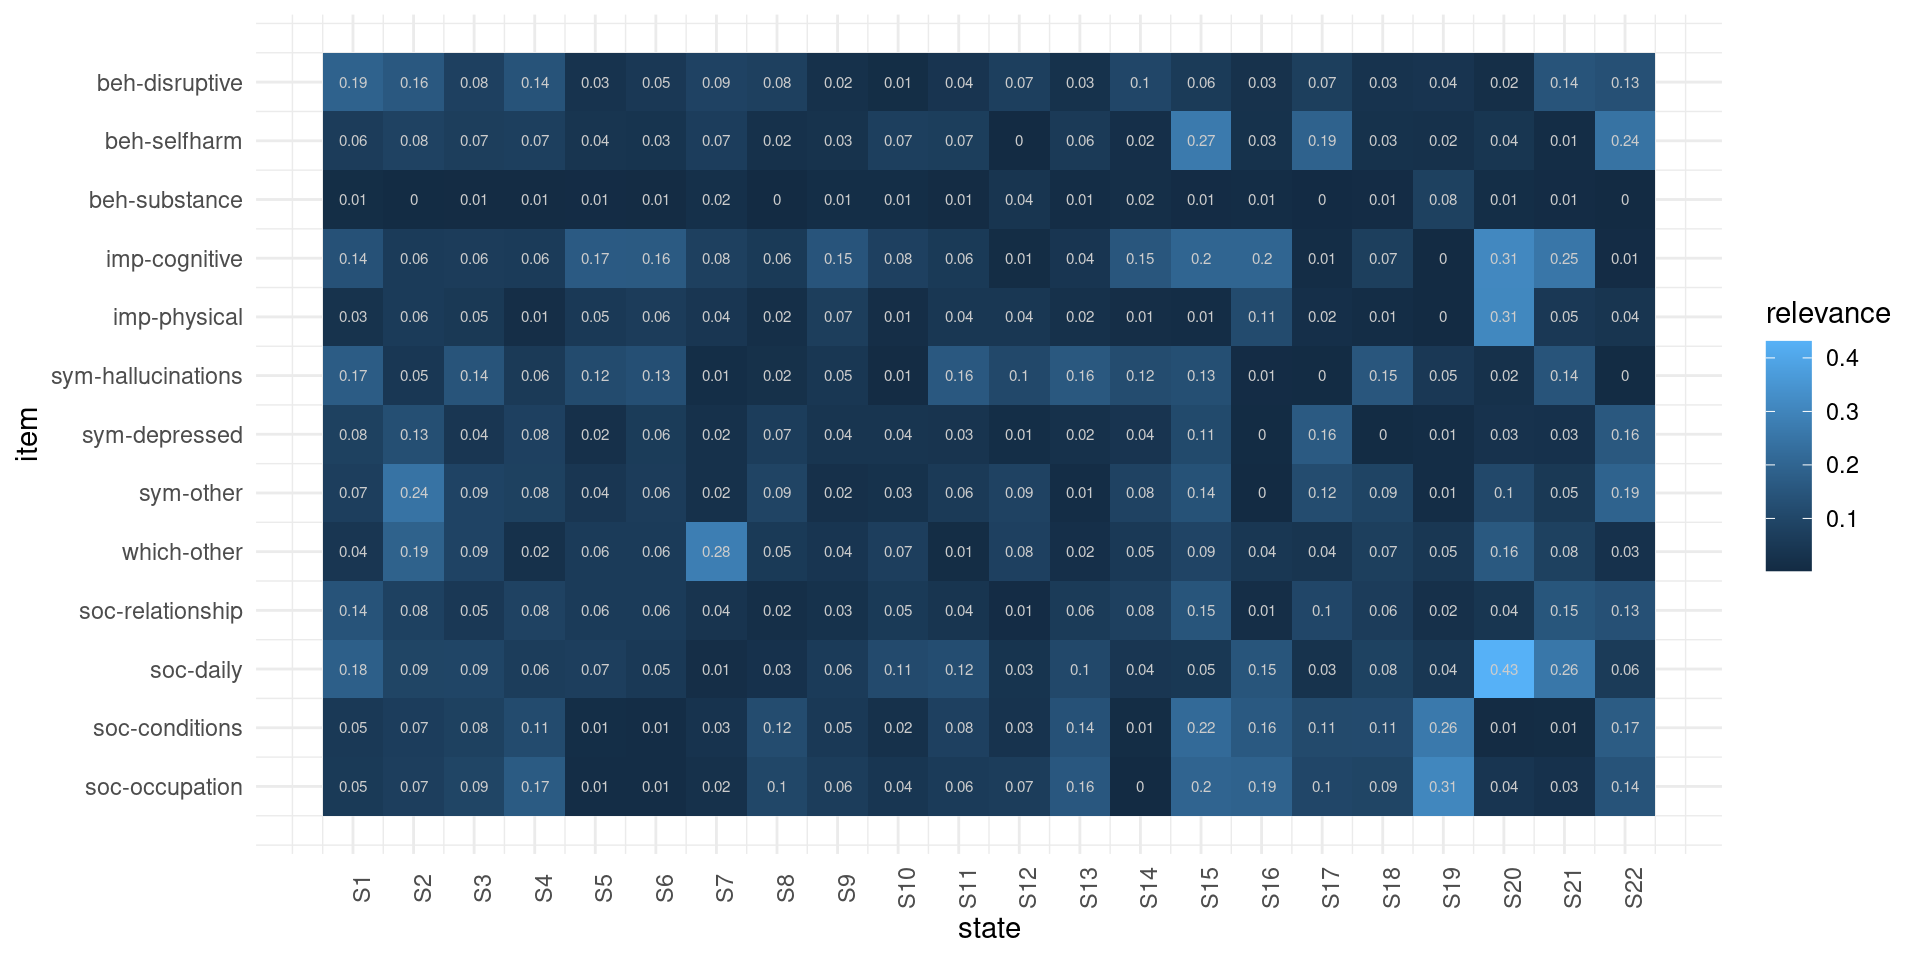 beh-disruptive 0.19 0.16 0.08 0.14 0.03 0.05 0.09 0.08 0.02 0.01 0.04 0.07 0.03 0.1 0.06 0.03 0.07 0.03 0.04 0.02 0.14 0.13
beh-selfharm 0.06 0.08 0.07 0.07 0.04 0.03 0.07 0.02 0.03 0.07 0.07 0 0.06 0.02 0.27 0.03 0.19 0.03 0.02 0.04 0.01 0.24
beh-substance 0.01 0 0.01 0.01 0.01 0.01 0.02 0 0.01 0.01 0.01 0.04 0.01 0.02 0.01 0.01 0 0.01 0.08 0.01 0.01 0
imp-cognitive 0.14 0.06 0.06 0.06 0.17 0.16 0.08 0.06 0.15 0.08 0.06 0.01 0.04 0.15 0.2 0.2 0.01 0.07 0 0.31 0.25 0.01
imp-physical 0.03 0.06 0.05 0.01 0.05 0.06 0.04 0.02 0.07 0.01 0.04 0.04 0.02 0.01 0.01 0.11 0.02 0.01 0 0.31 0.05 0.04
sym-hallucinations 0.17 0.05 0.14 0.06 0.12 0.13 0.01 0.02 0.05 0.01 0.16 0.1 0.16 0.12 0.13 0.01 0 0.15 0.05 0.02 0.14 0
sym-depressed 0.08 0.13 0.04 0.08 0.02 0.06 0.02 0.07 0.04 0.04 0.03 0.01 0.02 0.04 0.11 0 0.16 0 0.01 0.03 0.03 0.16
sym-other 0.07 0.24 0.09 0.08 0.04 0.06 0.02 0.09 0.02 0.03 0.06 0.09 0.01 0.08 0.14 0 0.12 0.09 0.01 0.1 0.05 0.19
which-other 0.04 0.19 0.09 0.02 0.06 0.06 0.28 0.05 0.04 0.07 0.01 0.08 0.02 0.05 0.09 0.04 0.04 0.07 0.05 0.16 0.08 0.03
soc-relationship 0.14 0.08 0.05 0.08 0.06 0.06 0.04 0.02 0.03 0.05 0.04 0.01 0.06 0.08 0.15 0.01 0.1 0.06 0.02 0.04 0.15 0.13
soc-daily 0.18 0.09 0.09 0.06 0.07 0.05 0.01 0.03 0.06 0.11 0.12 0.03 0.1 0.04 0.05 0.15 0.03 0.08 0.04 0.43 0.26 0.06
soc-conditions 0.05 0.07 0.08 0.11 0.01 0.01 0.03 0.12 0.05 0.02 0.08 0.03 0.14 0.01 0.22 0.16 0.11 0.11 0.26 0.01 0.01 0.17
soc-occupation 0.05 0.07 0.09 0.17 0.01 0.01 0.02 0.1 0.06 0.04 0.06 0.07 0.16 0 0.2 0.19 0.1 0.09 0.31 0.04 0.03 0.14
S1 S2 S3 S4 S5 S6 S7 S8 S9 S10 S11 S12 S13 S14 S15 S16 S17 S18 S19 S20 S21 S22
state
item
relevance
0.4
0.3
0.2
0.1